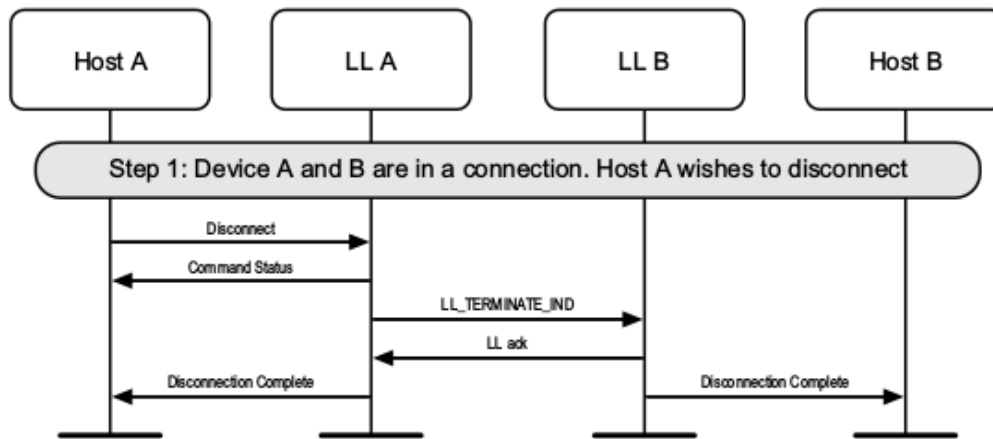 Host A
LL A
LL B
Host B
Step 1: Device A and B are in a connection. Host A wishes to disconnect
Disconnect
Command Status
LL_TERMINATE_IND
LL ack
Disconnection Complete
Disconnection Complete